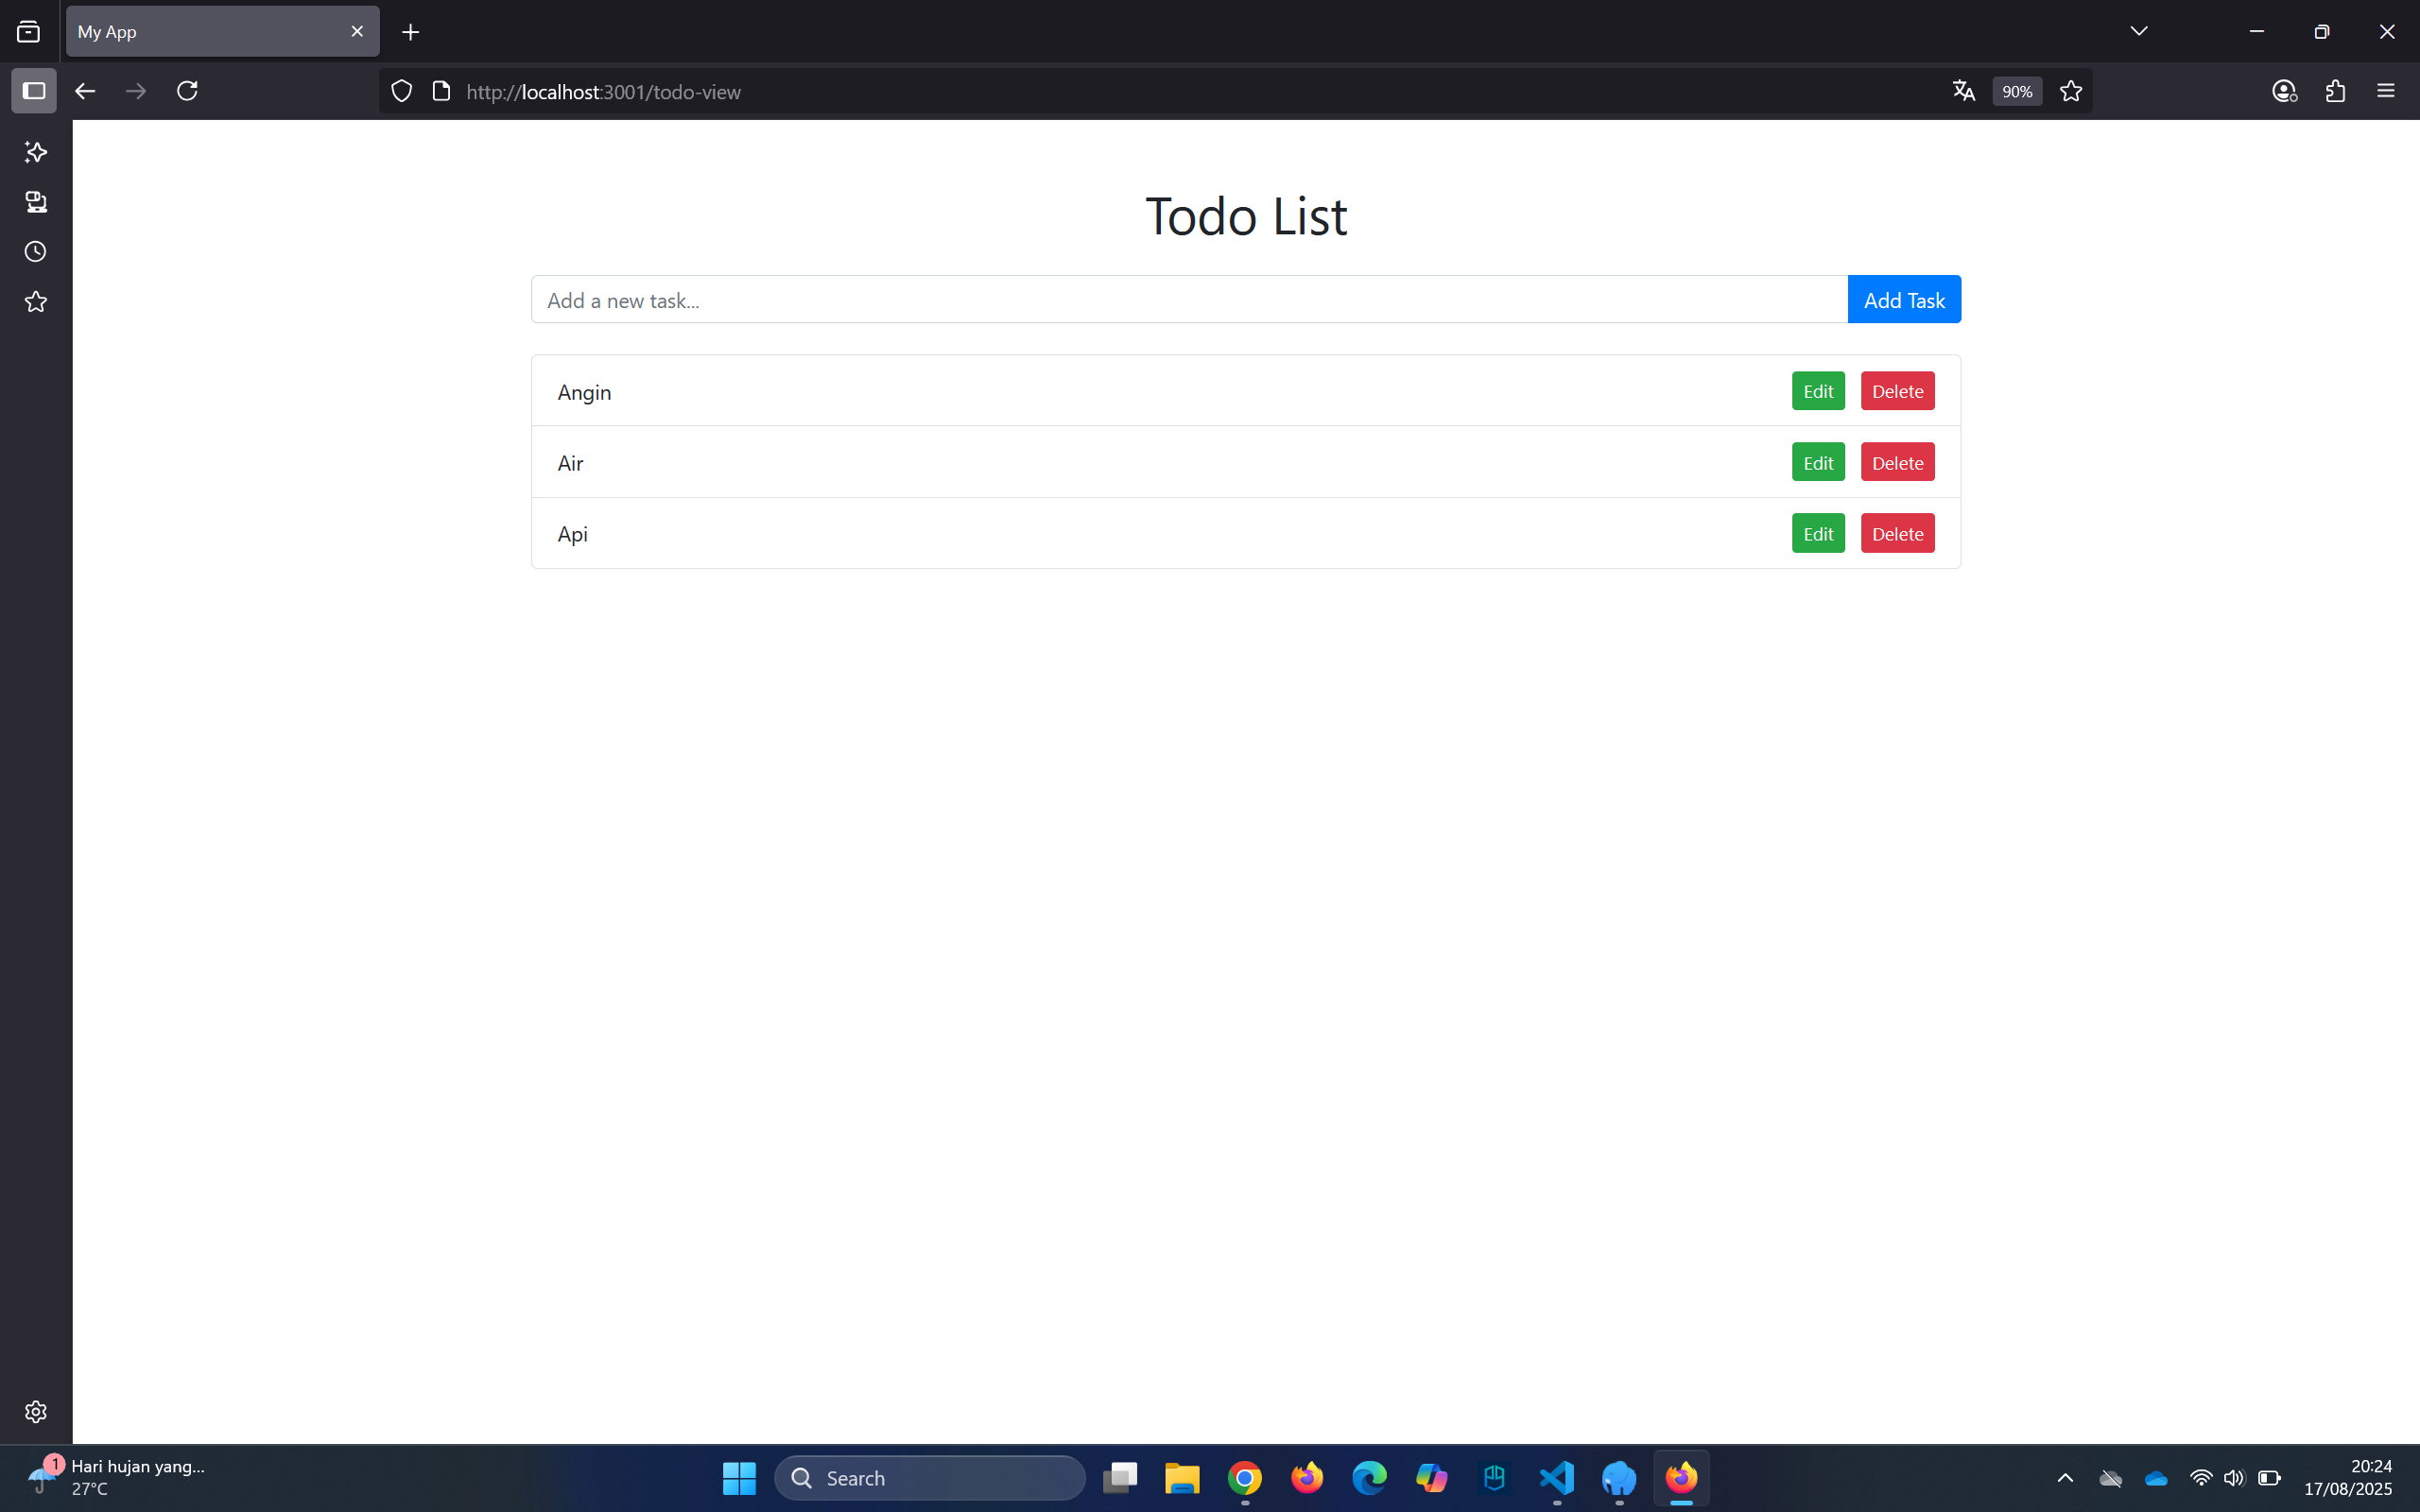 My App
http://localhost:3001/todo-view
90%
Todo List
Add a new task...
Add Task
Angin
Edit
Delete
Air
Edit
Delete
Api
Edit
Delete
1
Hari hujan yang...
27°C
Search
20:24
17/08/2025